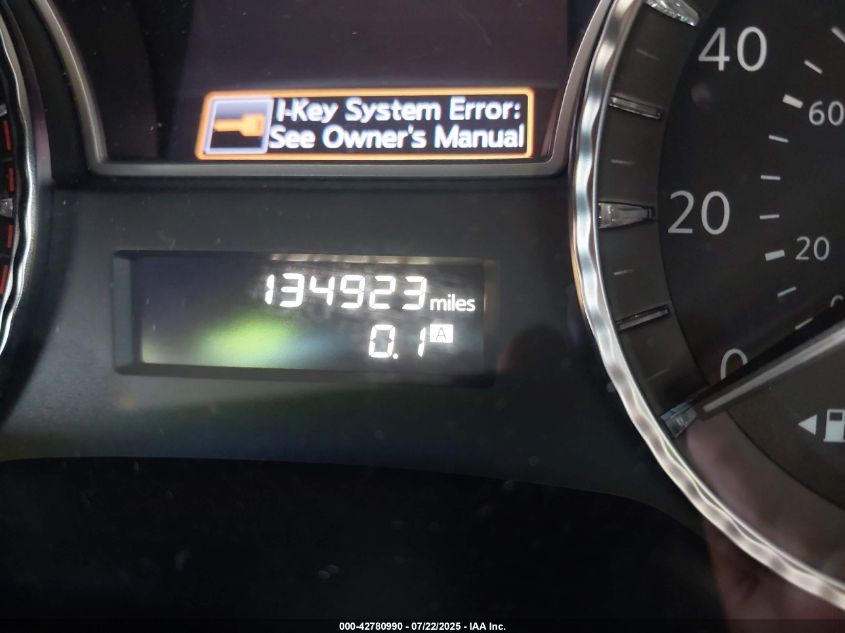 I-Key System Error:
See Owner's Manual
40
60
20
20
134923 miles
0.1 A
0
000-42780990 - 07/22/2025 - IAA Inc.